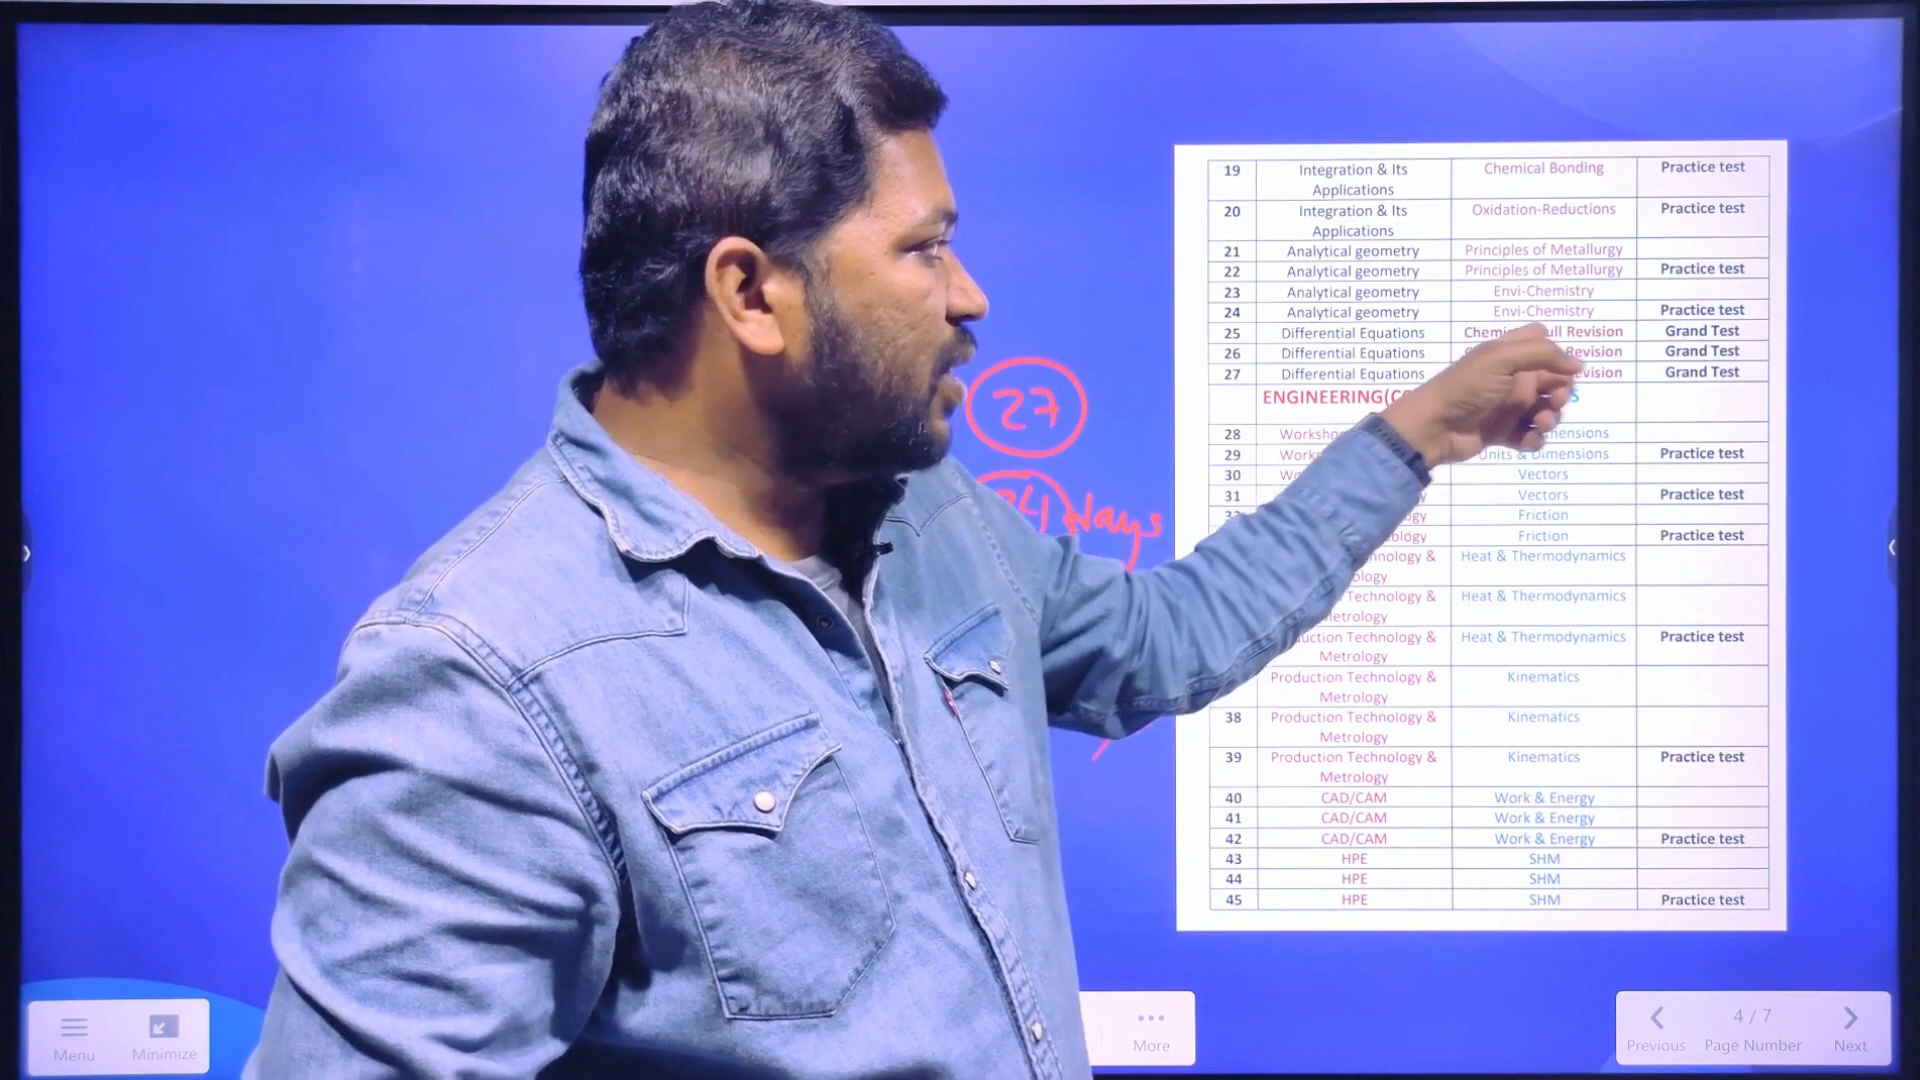 19 Integration & Its Applications Chemical Bonding Practice test
20 Integration & Its Applications Oxidation-Reductions Practice test
21 Analytical geometry Principles of Metallurgy
22 Analytical geometry Principles of Metallurgy Practice test
23 Analytical geometry Envi-Chemistry
24 Analytical geometry Envi-Chemistry Practice test
25 Differential Equations Revision Grand Test
26 Differential Equations Revision Grand Test
27 Differential Equations Grand Test
ENGINEERING
28
29 Units & Dimensions Practice test
30 Vectors
31 Vectors Practice test
Friction
Friction Practice test
& Heat & Thermodynamics
Technology & Heat & Thermodynamics
Technology & Metrology Heat & Thermodynamics Practice test
Production Technology & Metrology Kinematics
38 Production Technology & Metrology Kinematics
39 Production Technology & Metrology Kinematics Practice test
40 CAD/CAM Work & Energy
41 CAD/CAM Work & Energy
42 CAD/CAM Work & Energy Practice test
43 HPE SHM
44 HPE SHM
45 HPE SHM Practice test
27
days
Menu
Minimize
More
Previous
4 / 7
Page Number
Next